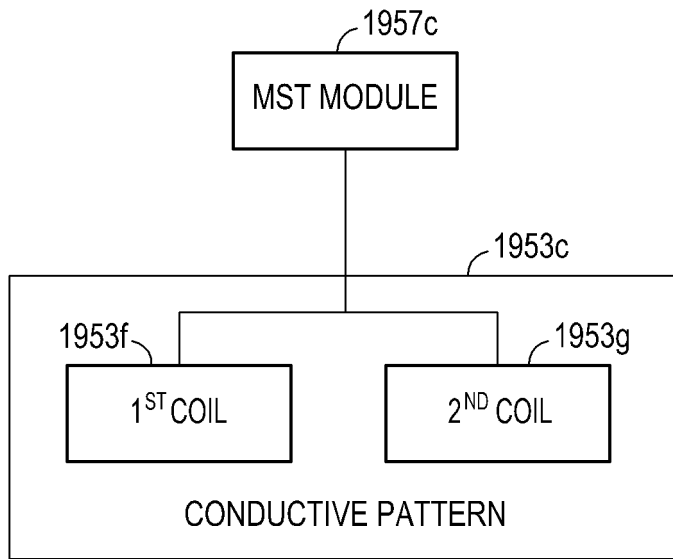 1957c
MST MODULE
1953c
1953f
1953g
1ST COIL
2ND COIL
CONDUCTIVE PATTERN